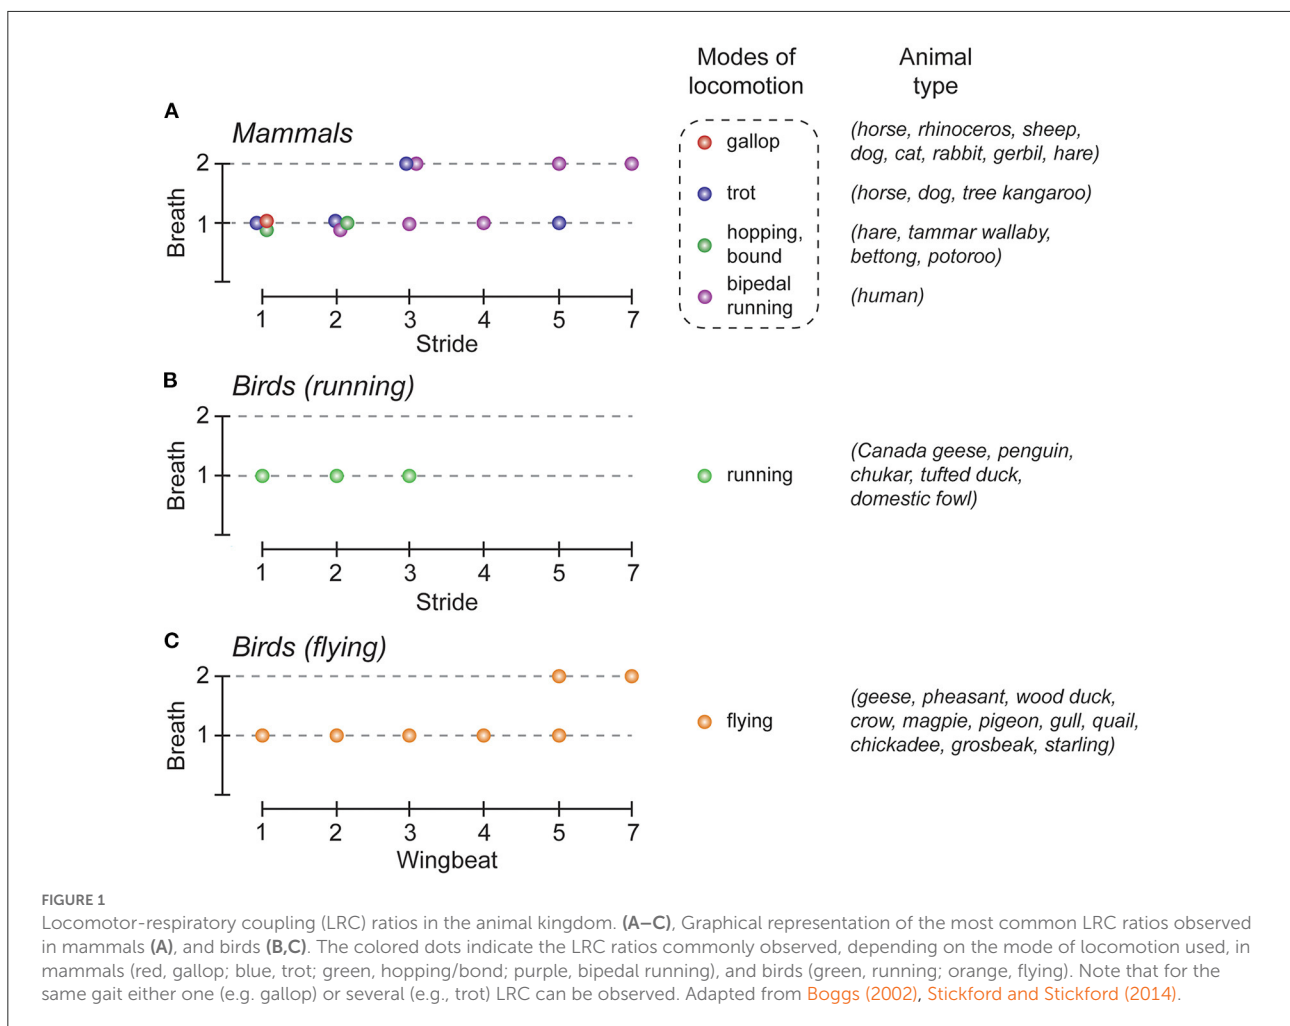 Modes of
locomotion
Animal
type
A
Mammals
2
1
Breath
1 2 3 4 5 7
Stride
gallop
(horse, rhinoceros, sheep,
dog, cat, rabbit, gerbil, hare)
trot
(horse, dog, tree kangaroo)
hopping,
bound
(hare, tammar wallaby,
bettong, potoroo)
bipedal
running
(human)
B
Birds (running)
2
1
Breath
1 2 3 4 5 7
Stride
running
(Canada geese, penguin,
chukar, tufted duck,
domestic fowl)
C
Birds (flying)
2
1
Breath
1 2 3 4 5 7
Wingbeat
flying
(geese, pheasant, wood duck,
crow, magpie, pigeon, gull, quail,
chickadee, grosbeak, starling)
FIGURE 1
Locomotor-respiratory coupling (LRC) ratios in the animal kingdom. (A–C), Graphical representation of the most common LRC ratios observed
in mammals (A), and birds (B,C). The colored dots indicate the LRC ratios commonly observed, depending on the mode of locomotion used, in
mammals (red, gallop; blue, trot; green, hopping/bond; purple, bipedal running), and birds (green, running; orange, flying). Note that for the
same gait either one (e.g. gallop) or several (e.g., trot) LRC can be observed. Adapted from Boggs (2002), Stickford and Stickford (2014).